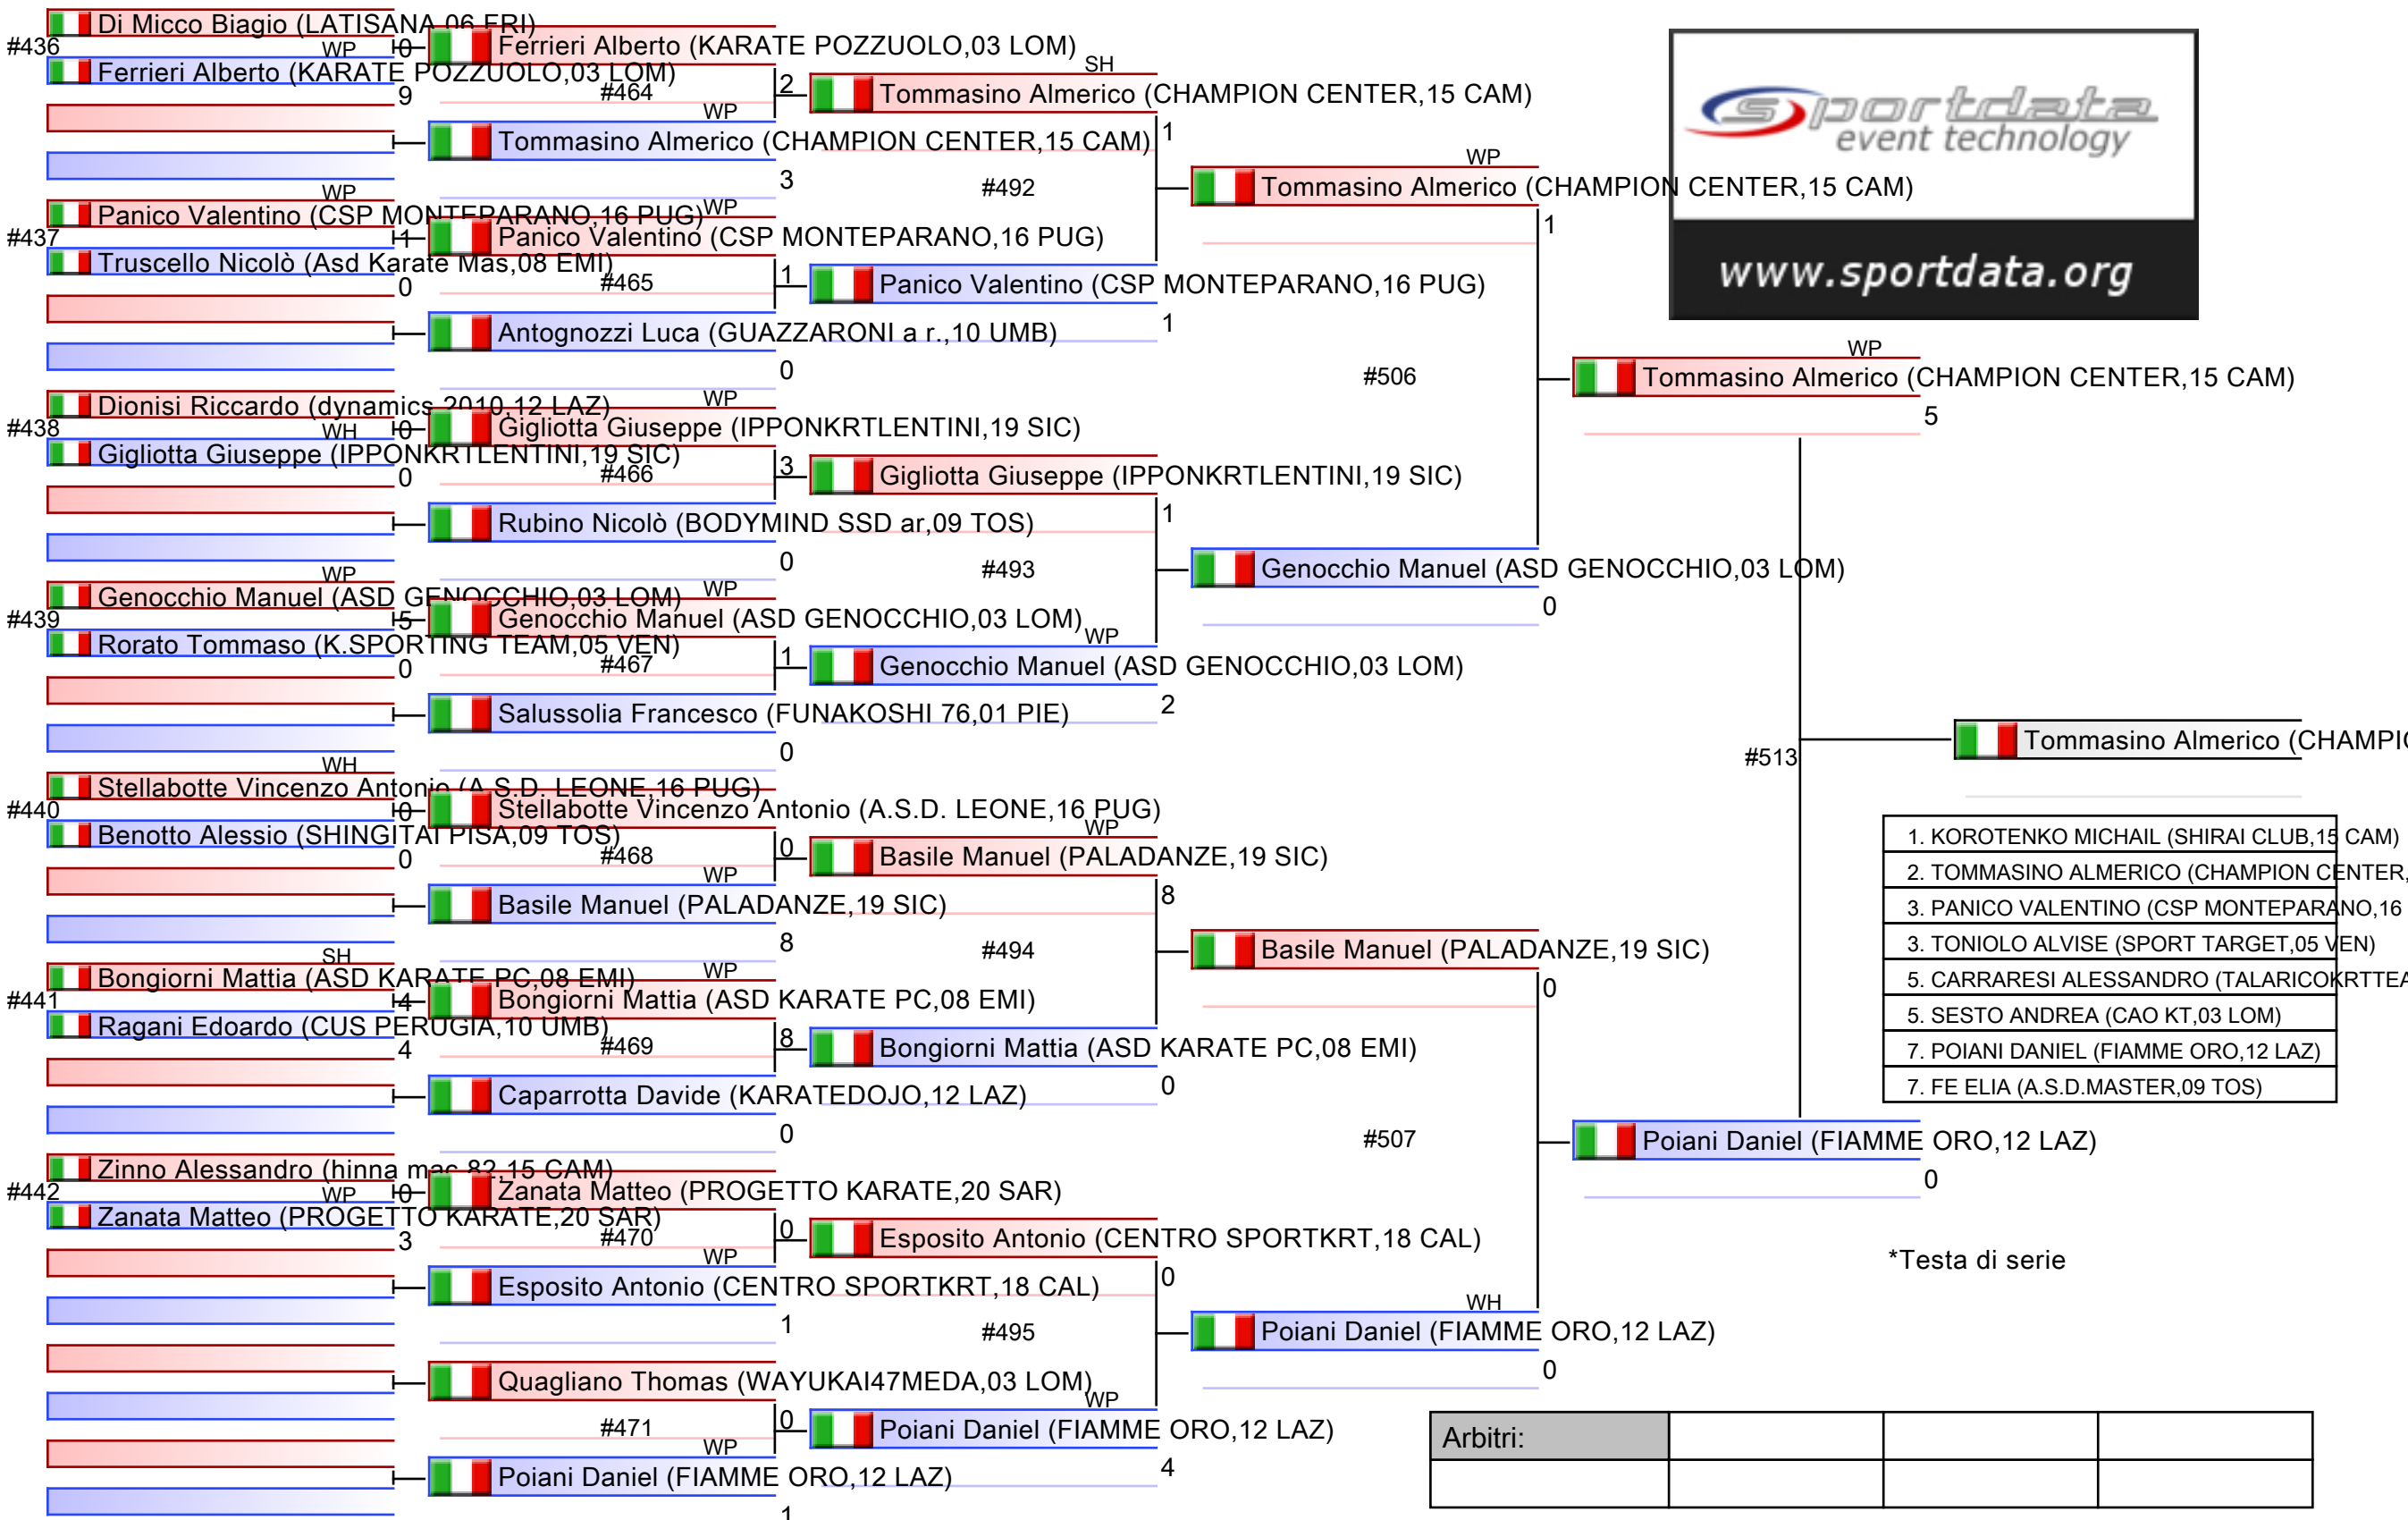 Di Micco Biagio (LATISANA,06 FRI)
#436
WP
0
Ferrieri Alberto (KARATE POZZUOLO,03 LOM)
9
Ferrieri Alberto (KARATE POZZUOLO,03 LOM)
2
#464
WP
Tommasino Almerico (CHAMPION CENTER,15 CAM)
3
WP
Panico Valentino (CSP MONTEPARANO,16 PUG)
#437
1
Truscello Nicolò (Asd Karate Mas,08 EMI)
0
WP
Panico Valentino (CSP MONTEPARANO,16 PUG)
1
#465
Antognozzi Luca (GUAZZARONI a r.,10 UMB)
0
Dionisi Riccardo (dynamics 2010,12 LAZ)
#438
WH
0
Gigliotta Giuseppe (IPPONKRTLENTINI,19 SIC)
0
WP
Gigliotta Giuseppe (IPPONKRTLENTINI,19 SIC)
3
#466
Rubino Nicolò (BODYMIND SSD ar,09 TOS)
0
WP
Genocchio Manuel (ASD GENOCCHIO,03 LOM)
#439
5
Rorato Tommaso (K.SPORTING TEAM,05 VEN)
0
WP
Genocchio Manuel (ASD GENOCCHIO,03 LOM)
1
#467
Salussolia Francesco (FUNAKOSHI 76,01 PIE)
0
WH
Stellabotte Vincenzo Antonio (A.S.D. LEONE,16 PUG)
#440
0
Benotto Alessio (SHINGITAI PISA,09 TOS)
0
Stellabotte Vincenzo Antonio (A.S.D. LEONE,16 PUG)
0
#468
WP
Basile Manuel (PALADANZE,19 SIC)
8
SH
Bongiorni Mattia (ASD KARATE PC,08 EMI)
#441
4
Ragani Edoardo (CUS PERUGIA,10 UMB)
4
WP
Bongiorni Mattia (ASD KARATE PC,08 EMI)
8
#469
Caparrotta Davide (KARATEDOJO,12 LAZ)
0
Zinno Alessandro (hinna mac 82,15 CAM)
#442
WP
0
Zanata Matteo (PROGETTO KARATE,20 SAR)
3
Zanata Matteo (PROGETTO KARATE,20 SAR)
0
#470
WP
Esposito Antonio (CENTRO SPORTKRT,18 CAL)
1
Quagliano Thomas (WAYUKAI47MEDA,03 LOM)
0
#471
WP
Poiani Daniel (FIAMME ORO,12 LAZ)
1
SH
Tommasino Almerico (CHAMPION CENTER,15 CAM)
1
#492
Panico Valentino (CSP MONTEPARANO,16 PUG)
1
Gigliotta Giuseppe (IPPONKRTLENTINI,19 SIC)
1
#493
WP
Genocchio Manuel (ASD GENOCCHIO,03 LOM)
2
WP
Basile Manuel (PALADANZE,19 SIC)
8
#494
Bongiorni Mattia (ASD KARATE PC,08 EMI)
0
Esposito Antonio (CENTRO SPORTKRT,18 CAL)
0
#495
WP
Poiani Daniel (FIAMME ORO,12 LAZ)
4
WP
Tommasino Almerico (CHAMPION CENTER,15 CAM)
1
#506
Genocchio Manuel (ASD GENOCCHIO,03 LOM)
0
Basile Manuel (PALADANZE,19 SIC)
0
#507
WH
Poiani Daniel (FIAMME ORO,12 LAZ)
0
sportdata
event technology
www.sportdata.org
WP
Tommasino Almerico (CHAMPION CENTER,15 CAM)
5
#513
Poiani Daniel (FIAMME ORO,12 LAZ)
0
Tommasino Almerico (CHAMPIO
1. KOROTENKO MICHAIL (SHIRAI CLUB,15 CAM)
2. TOMMASINO ALMERICO (CHAMPION CENTER,
3. PANICO VALENTINO (CSP MONTEPARANO,16
3. TONIOLO ALVISE (SPORT TARGET,05 VEN)
5. CARRARESI ALESSANDRO (TALARICOKRTTEA
5. SESTO ANDREA (CAO KT,03 LOM)
7. POIANI DANIEL (FIAMME ORO,12 LAZ)
7. FE ELIA (A.S.D.MASTER,09 TOS)
*Testa di serie
Arbitri: